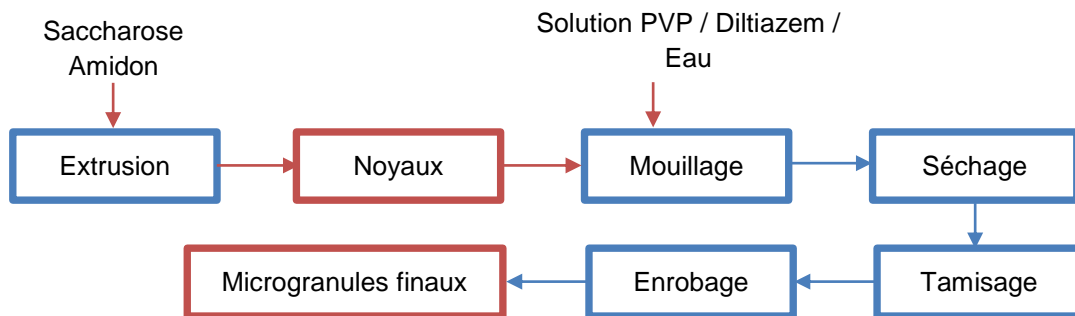 Saccharose
Amidon
Solution PVP / Diltiazem /
Eau
Extrusion
Noyaux
Mouillage
Séchage
Microgranules finaux
Enrobage
Tamisage